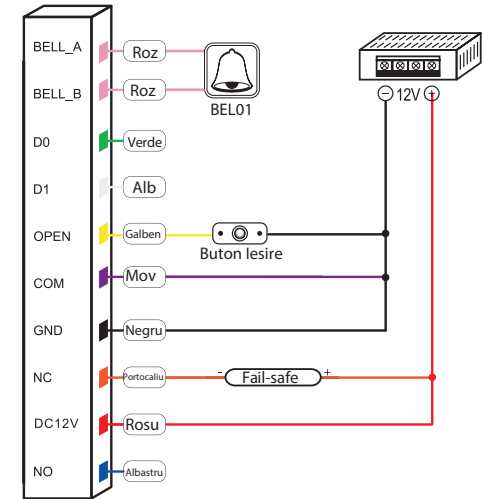 BELL_A Roz
BELL_B Roz
BEL01
− 12V +
D0 Verde
D1 Alb
OPEN Galben
Buton Iesire
COM Mov
GND Negru
NC Portocaliu - Fail-safe +
DC12V Rosu
NO Albastru